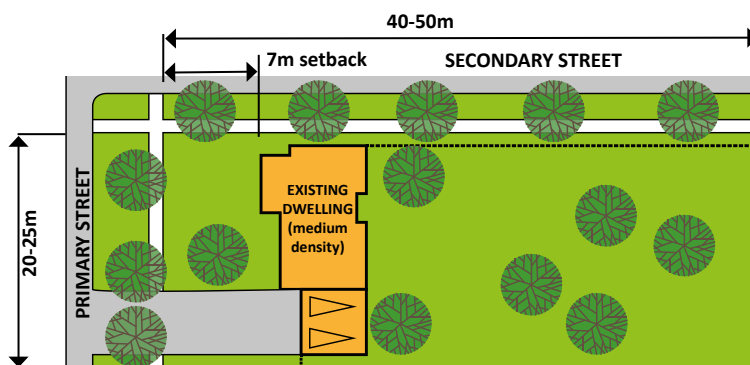 40-50m
7m setback
SECONDARY STREET
20-25m
PRIMARY STREET
EXISTING
DWELLING
(medium
density)